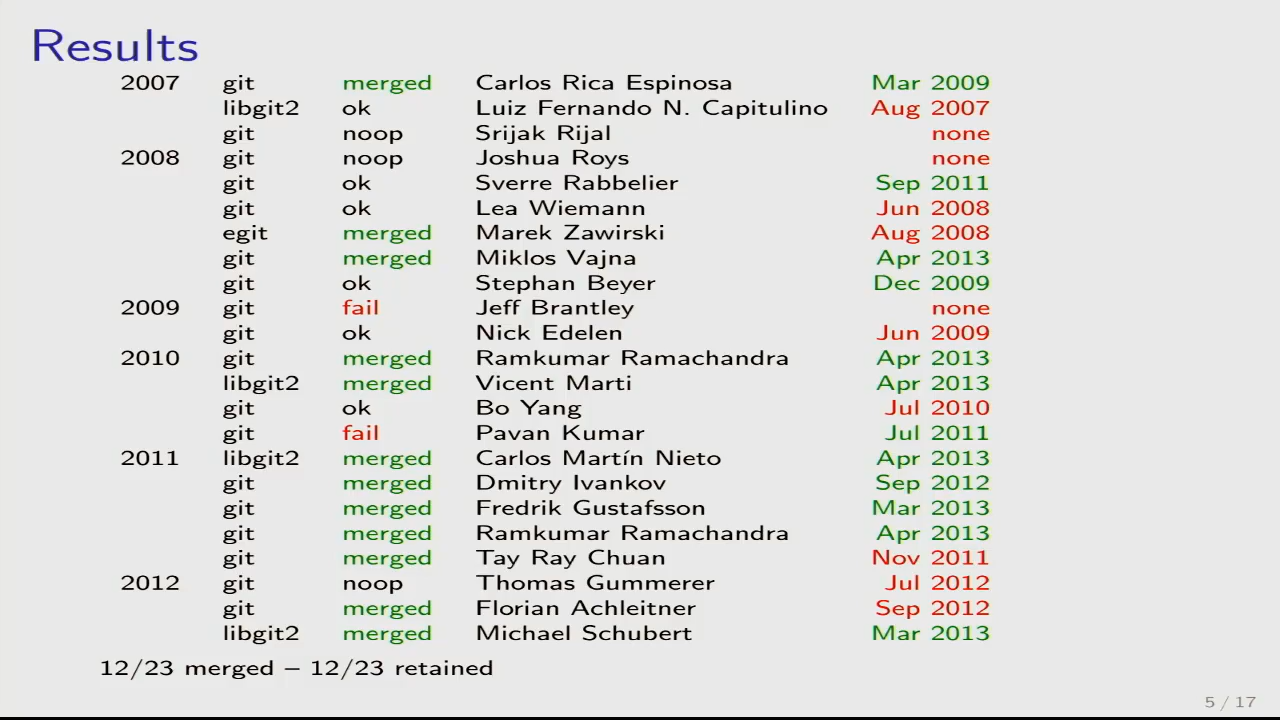 Results
2007 git merged Carlos Rica Espinosa Mar 2009
libgit2 ok Luiz Fernando N. Capitulino Aug 2007
git noop Srijak Rijal none
2008 git noop Joshua Roys none
git ok Sverre Rabbelier Sep 2011
git ok Lea Wiemann Jun 2008
egit merged Marek Zawirski Aug 2008
git merged Miklos Vajna Apr 2013
git ok Stephan Beyer Dec 2009
2009 git fail Jeff Brantley none
git ok Nick Edelen Jun 2009
2010 git merged Ramkumar Ramachandra Apr 2013
libgit2 merged Vicent Marti Apr 2013
git ok Bo Yang Jul 2010
git fail Pavan Kumar Jul 2011
2011 libgit2 merged Carlos Martín Nieto Apr 2013
git merged Dmitry Ivankov Sep 2012
git merged Fredrik Gustafsson Mar 2013
git merged Ramkumar Ramachandra Apr 2013
git merged Tay Ray Chuan Nov 2011
2012 git noop Thomas Gummerer Jul 2012
git merged Florian Achleitner Sep 2012
libgit2 merged Michael Schubert Mar 2013
12/23 merged – 12/23 retained
5 / 17